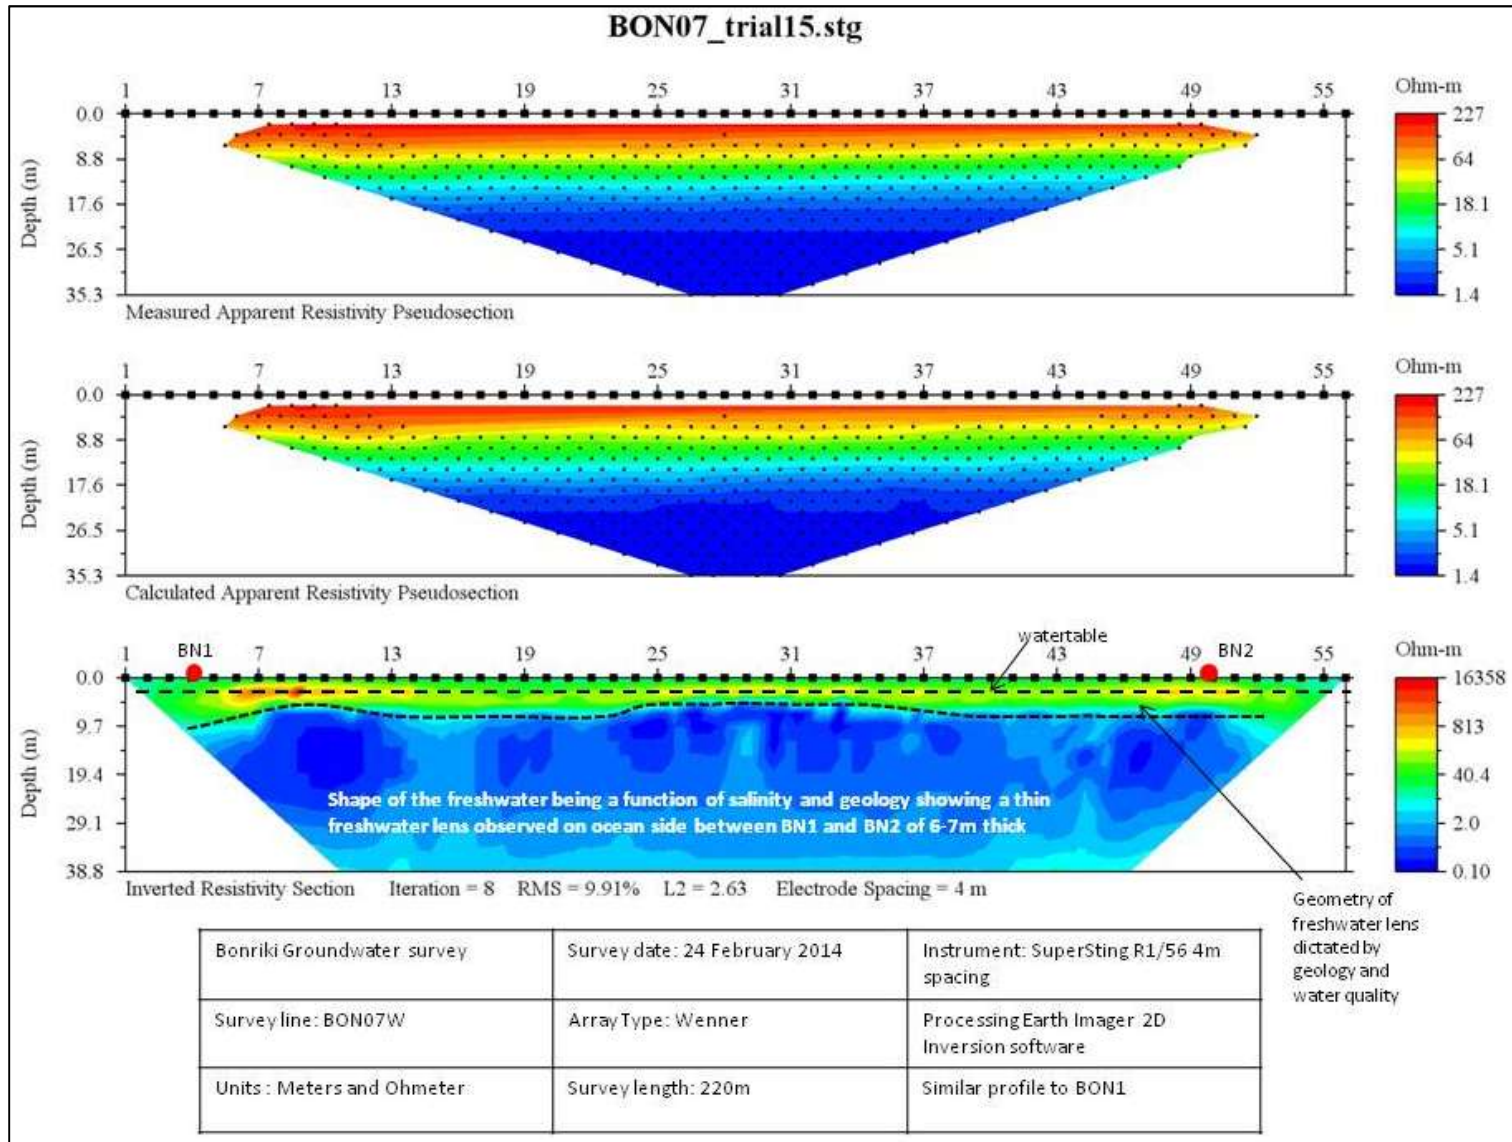 BON07_trial15.stg
1 7 13 19 25 31 37 43 49 55
Ohm-m
0.0
8.8
17.6
26.5
35.3
Depth (m)
227
64
18.1
5.1
1.4
Measured Apparent Resistivity Pseudosection
1 7 13 19 25 31 37 43 49 55
Ohm-m
0.0
8.8
17.6
26.5
35.3
Depth (m)
227
64
18.1
5.1
1.4
Calculated Apparent Resistivity Pseudosection
watertable
BN1
BN2
1 7 13 19 25 31 37 43 49 55
Ohm-m
0.0
9.7
19.4
29.1
38.8
Depth (m)
16358
813
40.4
2.0
0.10
Shape of the freshwater being a function of salinity and geology showing a thin
freshwater lens observed on ocean side between BN1 and BN2 of 6-7m thick
Inverted Resistivity Section Iteration = 8 RMS = 9.91% L2 = 2.63 Electrode Spacing = 4 m
Geometry of
freshwater lens
dictated by
geology and
water quality
Bonriki Groundwater survey
Survey date: 24 February 2014
Instrument: SuperSting R1/56 4m
spacing
Survey line: BON07W
Array Type: Wenner
Processing Earth Imager 2D
Inversion software
Units : Meters and Ohmeter
Survey length: 220m
Similar profile to BON1